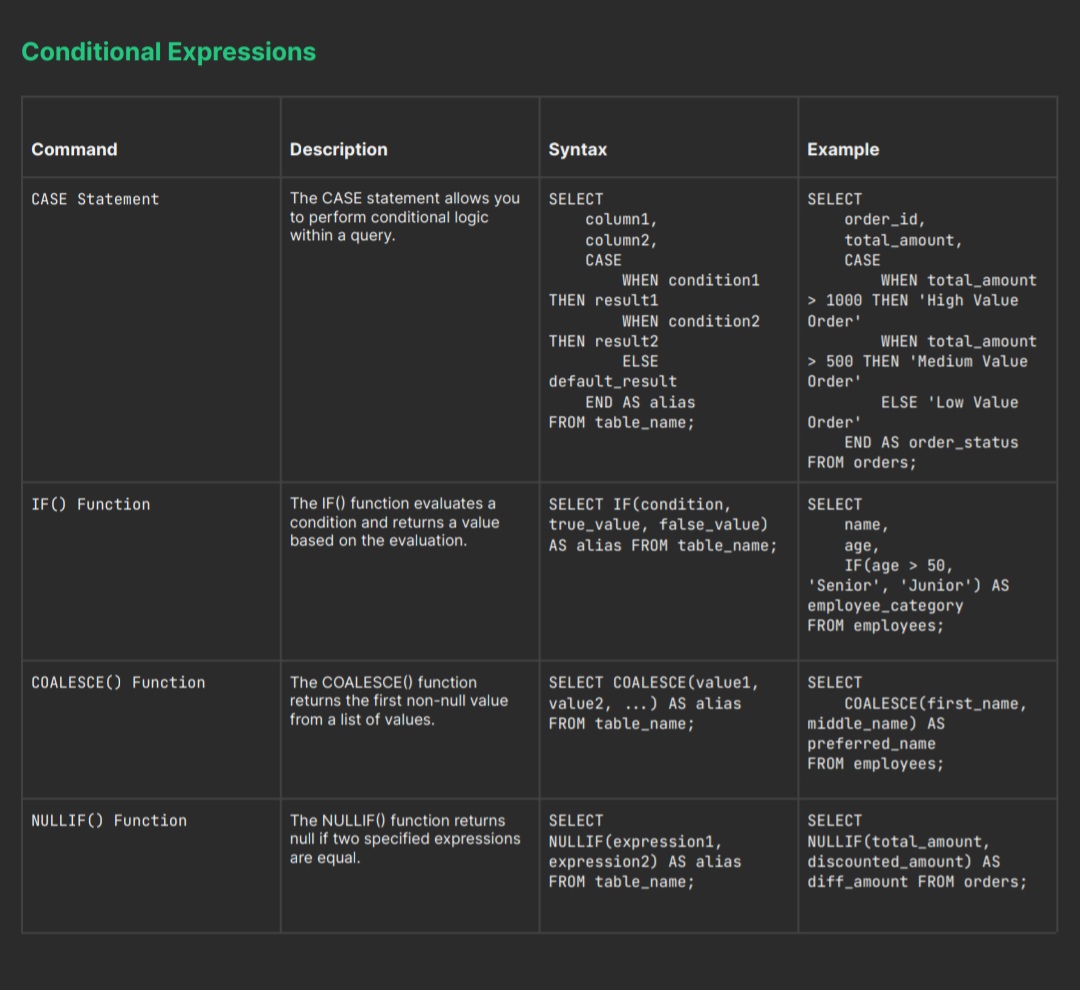 Conditional Expressions
Command
Description
Syntax
Example
CASE Statement
The CASE statement allows you
to perform conditional logic
within a query.
SELECT
    column1,
    column2,
    CASE
        WHEN condition1
THEN result1
        WHEN condition2
THEN result2
        ELSE
default_result
    END AS alias
FROM table_name;
SELECT
    order_id,
    total_amount,
    CASE
        WHEN total_amount
> 1000 THEN 'High Value
Order'
        WHEN total_amount
> 500 THEN 'Medium Value
Order'
        ELSE 'Low Value
Order'
    END AS order_status
FROM orders;
IF() Function
The IF() function evaluates a
condition and returns a value
based on the evaluation.
SELECT IF(condition,
true_value, false_value)
AS alias FROM table_name;
SELECT
    name,
    age,
    IF(age > 50,
'Senior', 'Junior') AS
employee_category
FROM employees;
COALESCE() Function
The COALESCE() function
returns the first non-null value
from a list of values.
SELECT COALESCE(value1,
value2, ...) AS alias
FROM table_name;
SELECT
    COALESCE(first_name,
middle_name) AS
preferred_name
FROM employees;
NULLIF() Function
The NULLIF() function returns
null if two specified expressions
are equal.
SELECT
NULLIF(expression1,
expression2) AS alias
FROM table_name;
SELECT
NULLIF(total_amount,
discounted_amount) AS
diff_amount FROM orders;